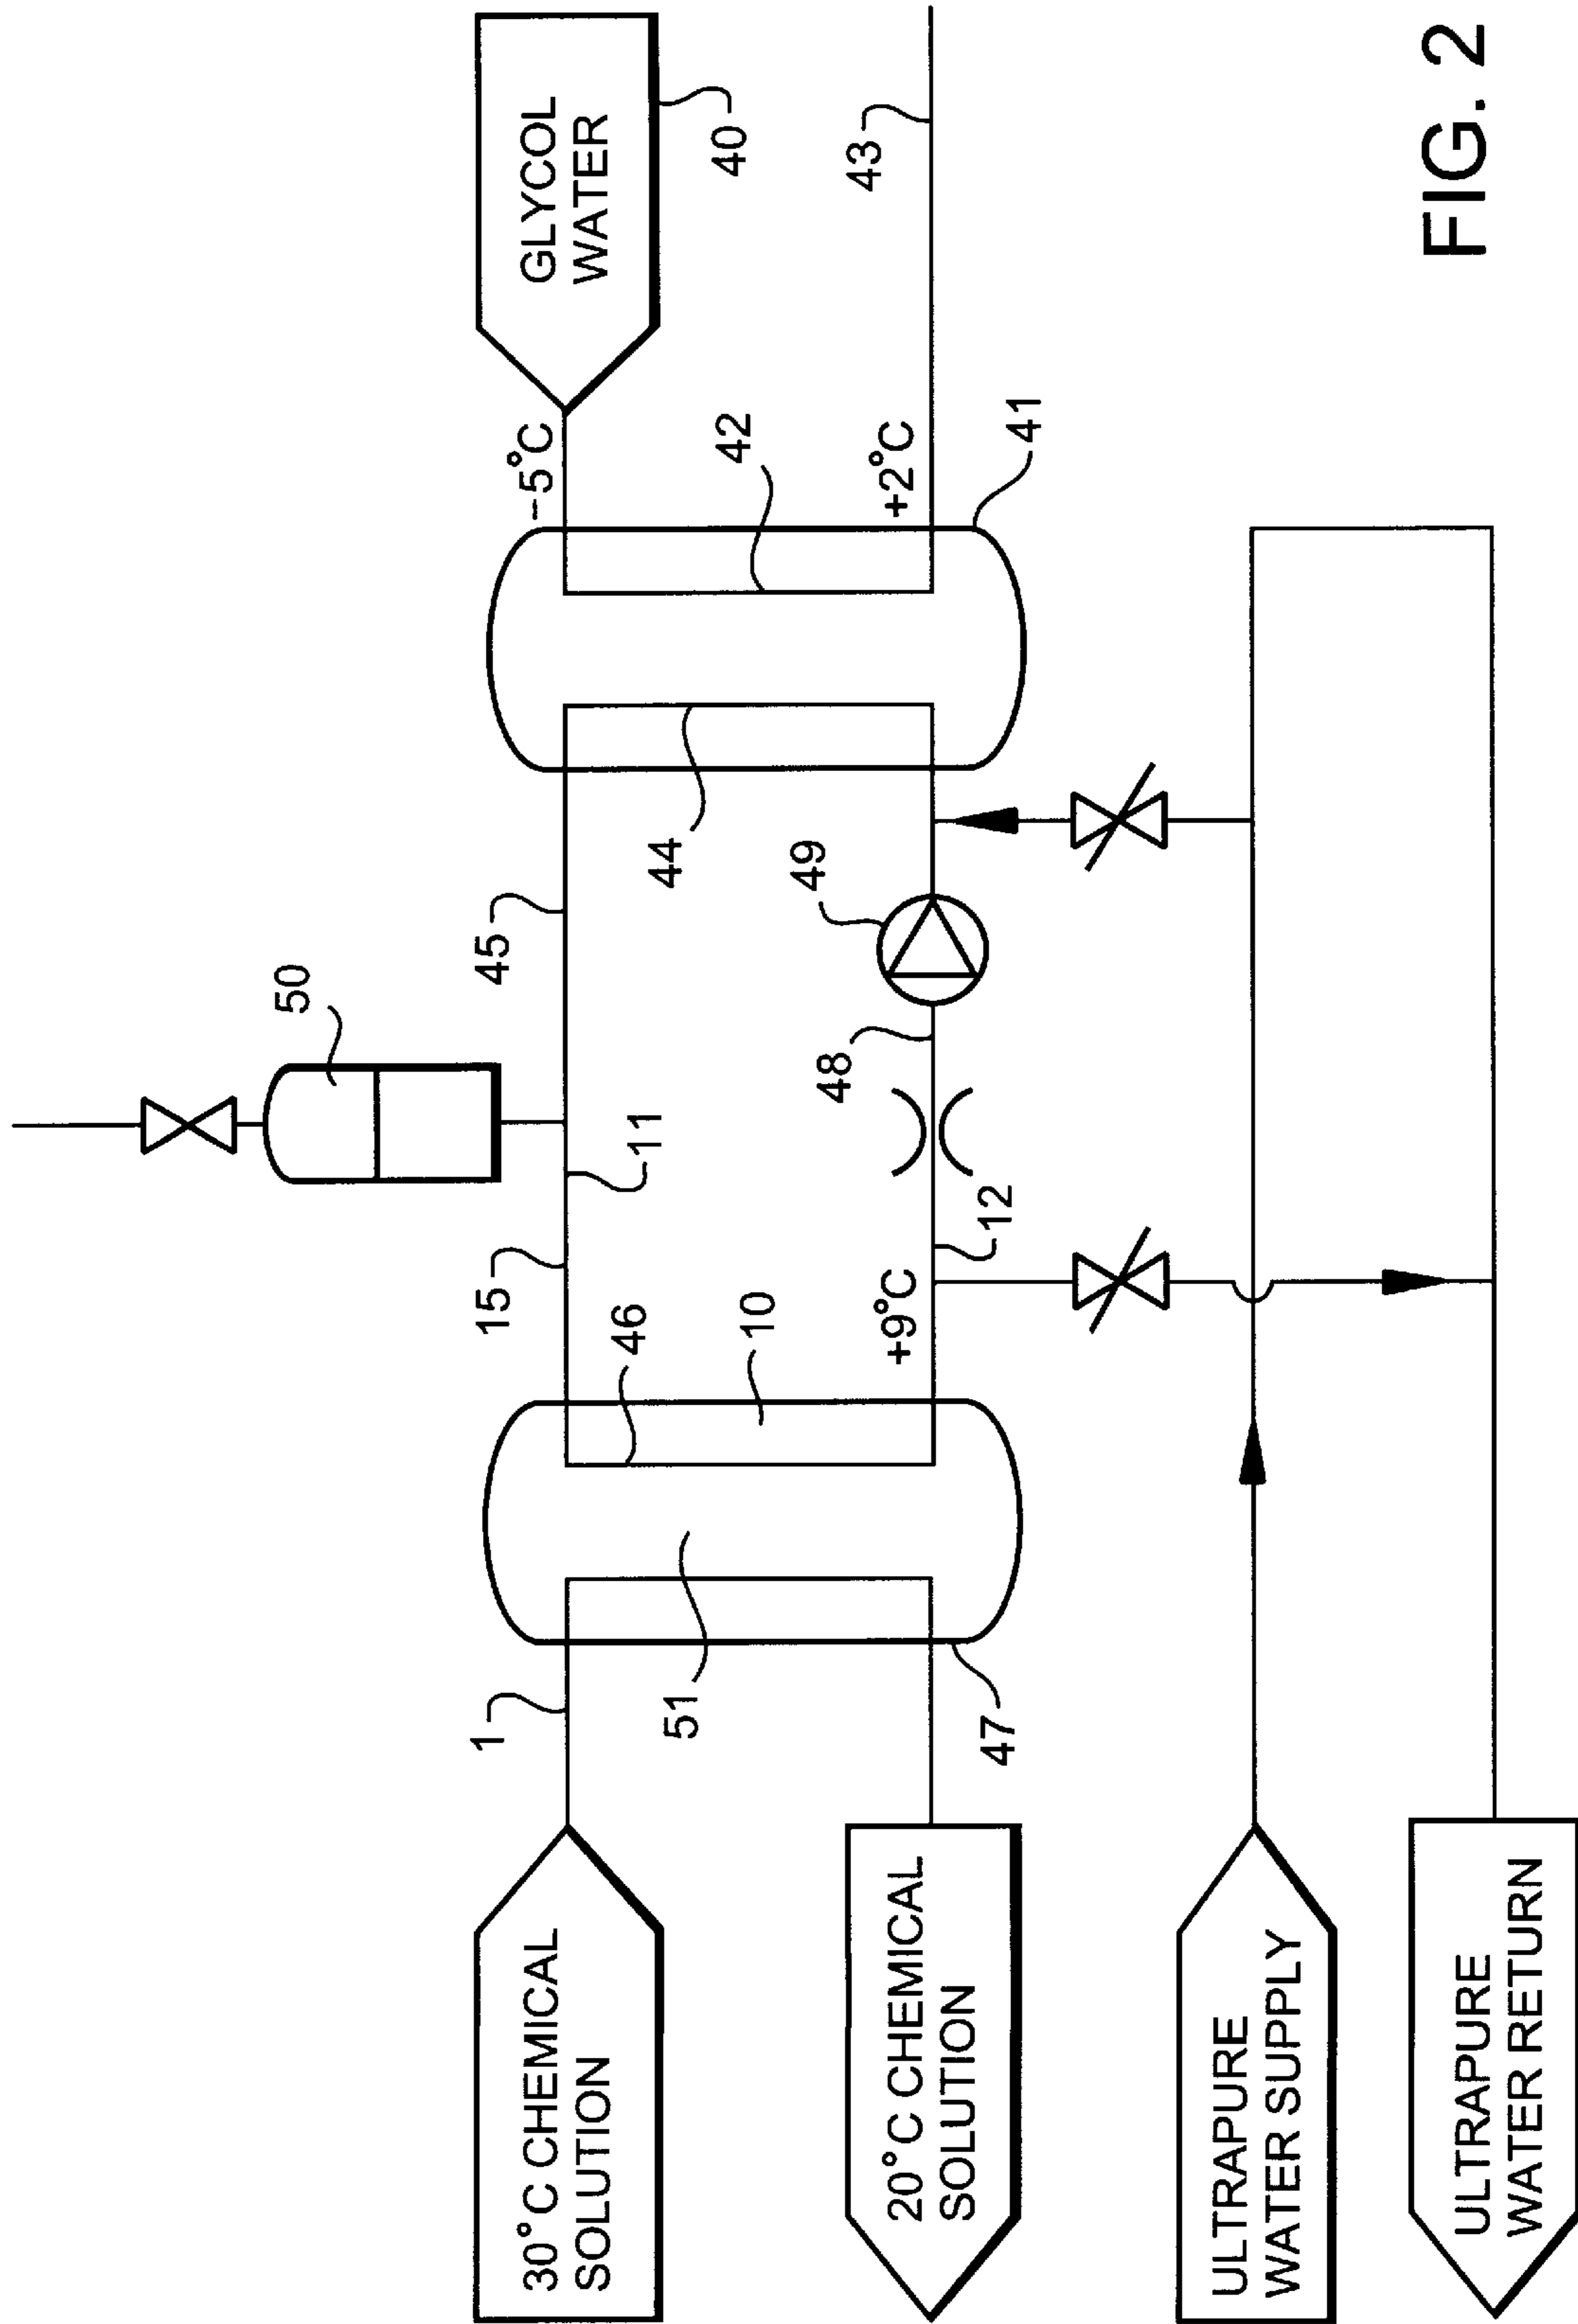 30°C CHEMICAL
SOLUTION
1
51
47
20°C CHEMICAL
SOLUTION
46
10
+9°C
15
11
12
50
45
44
48
49
42
41
-5°C
+2°C
GLYCOL
WATER
40
43
ULTRAPURE
WATER SUPPLY
ULTRAPURE
WATER RETURN
FIG. 2